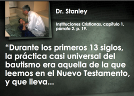 Dr. Stanley
Instituciones Cristianas, capítulo 1,
párrafo 2. p. 19.
"Durante los primeros 13 siglos,
la práctica casi universal del
bautismo era aquella de la que
leemos en el Nuevo Testamento,
y que lleva...